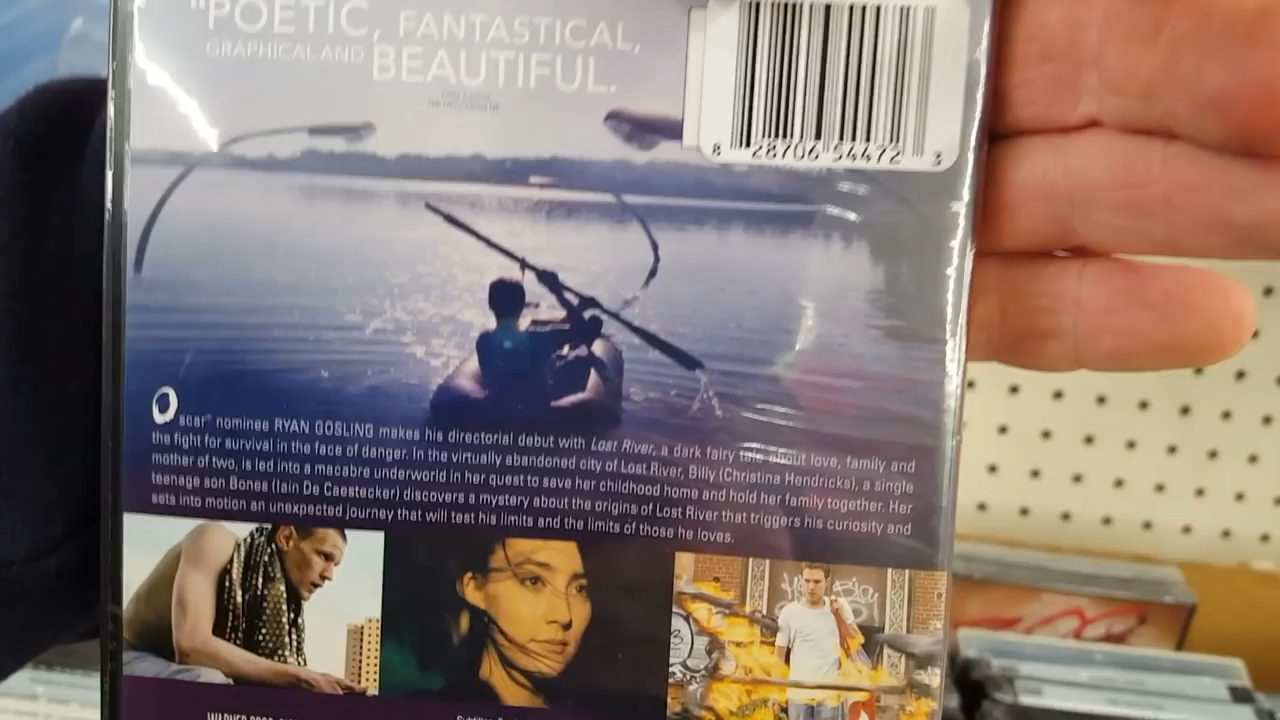 "POETIC, FANTASTICAL,
GRAPHICAL AND BEAUTIFUL.
8 28706 54472 3
Oscar® nominee RYAN GOSLING makes his directorial debut with Lost River, a dark fairy tale about love, family and
the fight for survival in the face of danger. In the virtually abandoned city of Lost River, Billy (Christina Hendricks), a single
mother of two, is led into a macabre underworld in her quest to save her childhood home and hold her family together. Her
teenage son Bones (Iain De Caestecker) discovers a mystery about the origins of Lost River that triggers his curiosity and
sets into motion an unexpected journey that will test his limits and the limits of those he loves.